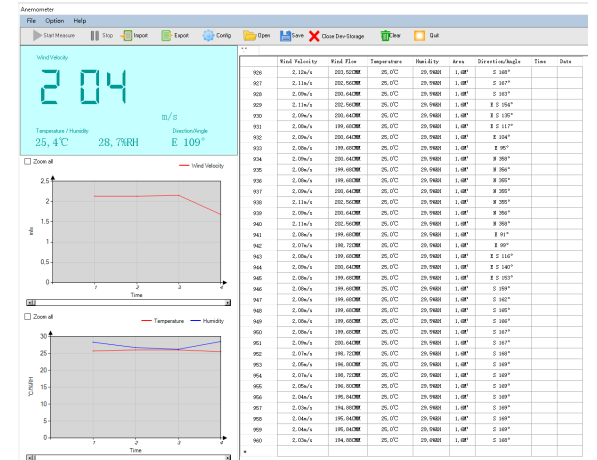 Anemometer
File Option Help
Start Measure Stop Import Export Config Open Save Close Dev-Storage Clear Quit
Wind Velocity
2 04
m/s
Temperature / Humidity Direction/Angle
25,4℃ 28,7%RH E 109°
Zoom all
Wind Velocity
2.5
2
1.5
1
0.5
0
m/s
1 2 3 4
Time
Zoom all
Temperature Humidity
30
25
20
15
10
5
0
℃/%RH
1 2 3 4
Time
Wind Velocity Wind Flow Temperature Humidity Area Direction/Angle Time Date
926 2,12m/s 203,52CMM 25,0℃ 29,5%RH 1,6M² S 168°
927 2,11m/s 202,56CMM 25,0℃ 29,5%RH 1,6M² S 167°
928 2,09m/s 200,64CMM 25,0℃ 29,5%RH 1,6M² S 163°
929 2,11m/s 202,56CMM 25,0℃ 29,5%RH 1,6M² E S 154°
930 2,09m/s 200,64CMM 25,0℃ 29,5%RH 1,6M² E S 135°
931 2,08m/s 199,68CMM 25,0℃ 29,5%RH 1,6M² E S 117°
932 2,09m/s 200,64CMM 25,0℃ 29,5%RH 1,6M² E 104°
933 2,08m/s 199,68CMM 25,0℃ 29,5%RH 1,6M² E 95°
934 2,09m/s 200,64CMM 25,0℃ 29,5%RH 1,6M² N 358°
935 2,08m/s 199,68CMM 25,0℃ 29,5%RH 1,6M² N 356°
936 2,08m/s 199,68CMM 25,0℃ 29,5%RH 1,6M² N 355°
937 2,09m/s 200,64CMM 25,0℃ 29,5%RH 1,6M² N 355°
938 2,11m/s 202,56CMM 25,0℃ 29,5%RH 1,6M² N 355°
939 2,09m/s 200,64CMM 25,0℃ 29,5%RH 1,6M² N 356°
940 2,11m/s 202,56CMM 25,0℃ 29,5%RH 1,6M² N 358°
941 2,08m/s 199,68CMM 25,0℃ 29,5%RH 1,6M² E 91°
942 2,07m/s 198,72CMM 25,0℃ 29,5%RH 1,6M² E 99°
943 2,08m/s 199,68CMM 25,0℃ 29,5%RH 1,6M² E S 116°
944 2,09m/s 200,64CMM 25,0℃ 29,5%RH 1,6M² E S 140°
945 2,08m/s 199,68CMM 25,0℃ 29,5%RH 1,6M² E S 153°
946 2,08m/s 199,68CMM 25,0℃ 29,5%RH 1,6M² S 159°
947 2,08m/s 199,68CMM 25,0℃ 29,5%RH 1,6M² S 162°
948 2,08m/s 199,68CMM 25,0℃ 29,5%RH 1,6M² S 165°
949 2,08m/s 199,68CMM 25,0℃ 29,5%RH 1,6M² S 166°
950 2,08m/s 199,68CMM 25,0℃ 29,5%RH 1,6M² S 167°
951 2,09m/s 200,64CMM 25,0℃ 29,5%RH 1,6M² S 167°
952 2,07m/s 198,72CMM 25,0℃ 29,5%RH 1,6M² S 168°
953 2,05m/s 196,80CMM 25,0℃ 29,5%RH 1,6M² S 169°
954 2,07m/s 198,72CMM 25,0℃ 29,5%RH 1,6M² S 169°
955 2,05m/s 196,80CMM 25,0℃ 29,5%RH 1,6M² S 169°
956 2,04m/s 195,84CMM 25,0℃ 29,5%RH 1,6M² S 169°
957 2,03m/s 194,88CMM 25,0℃ 29,5%RH 1,6M² S 169°
958 2,04m/s 195,84CMM 25,0℃ 29,5%RH 1,6M² S 169°
959 2,04m/s 195,84CMM 25,0℃ 29,5%RH 1,6M² S 169°
960 2,03m/s 194,88CMM 25,0℃ 29,6%RH 1,6M² S 168°
*